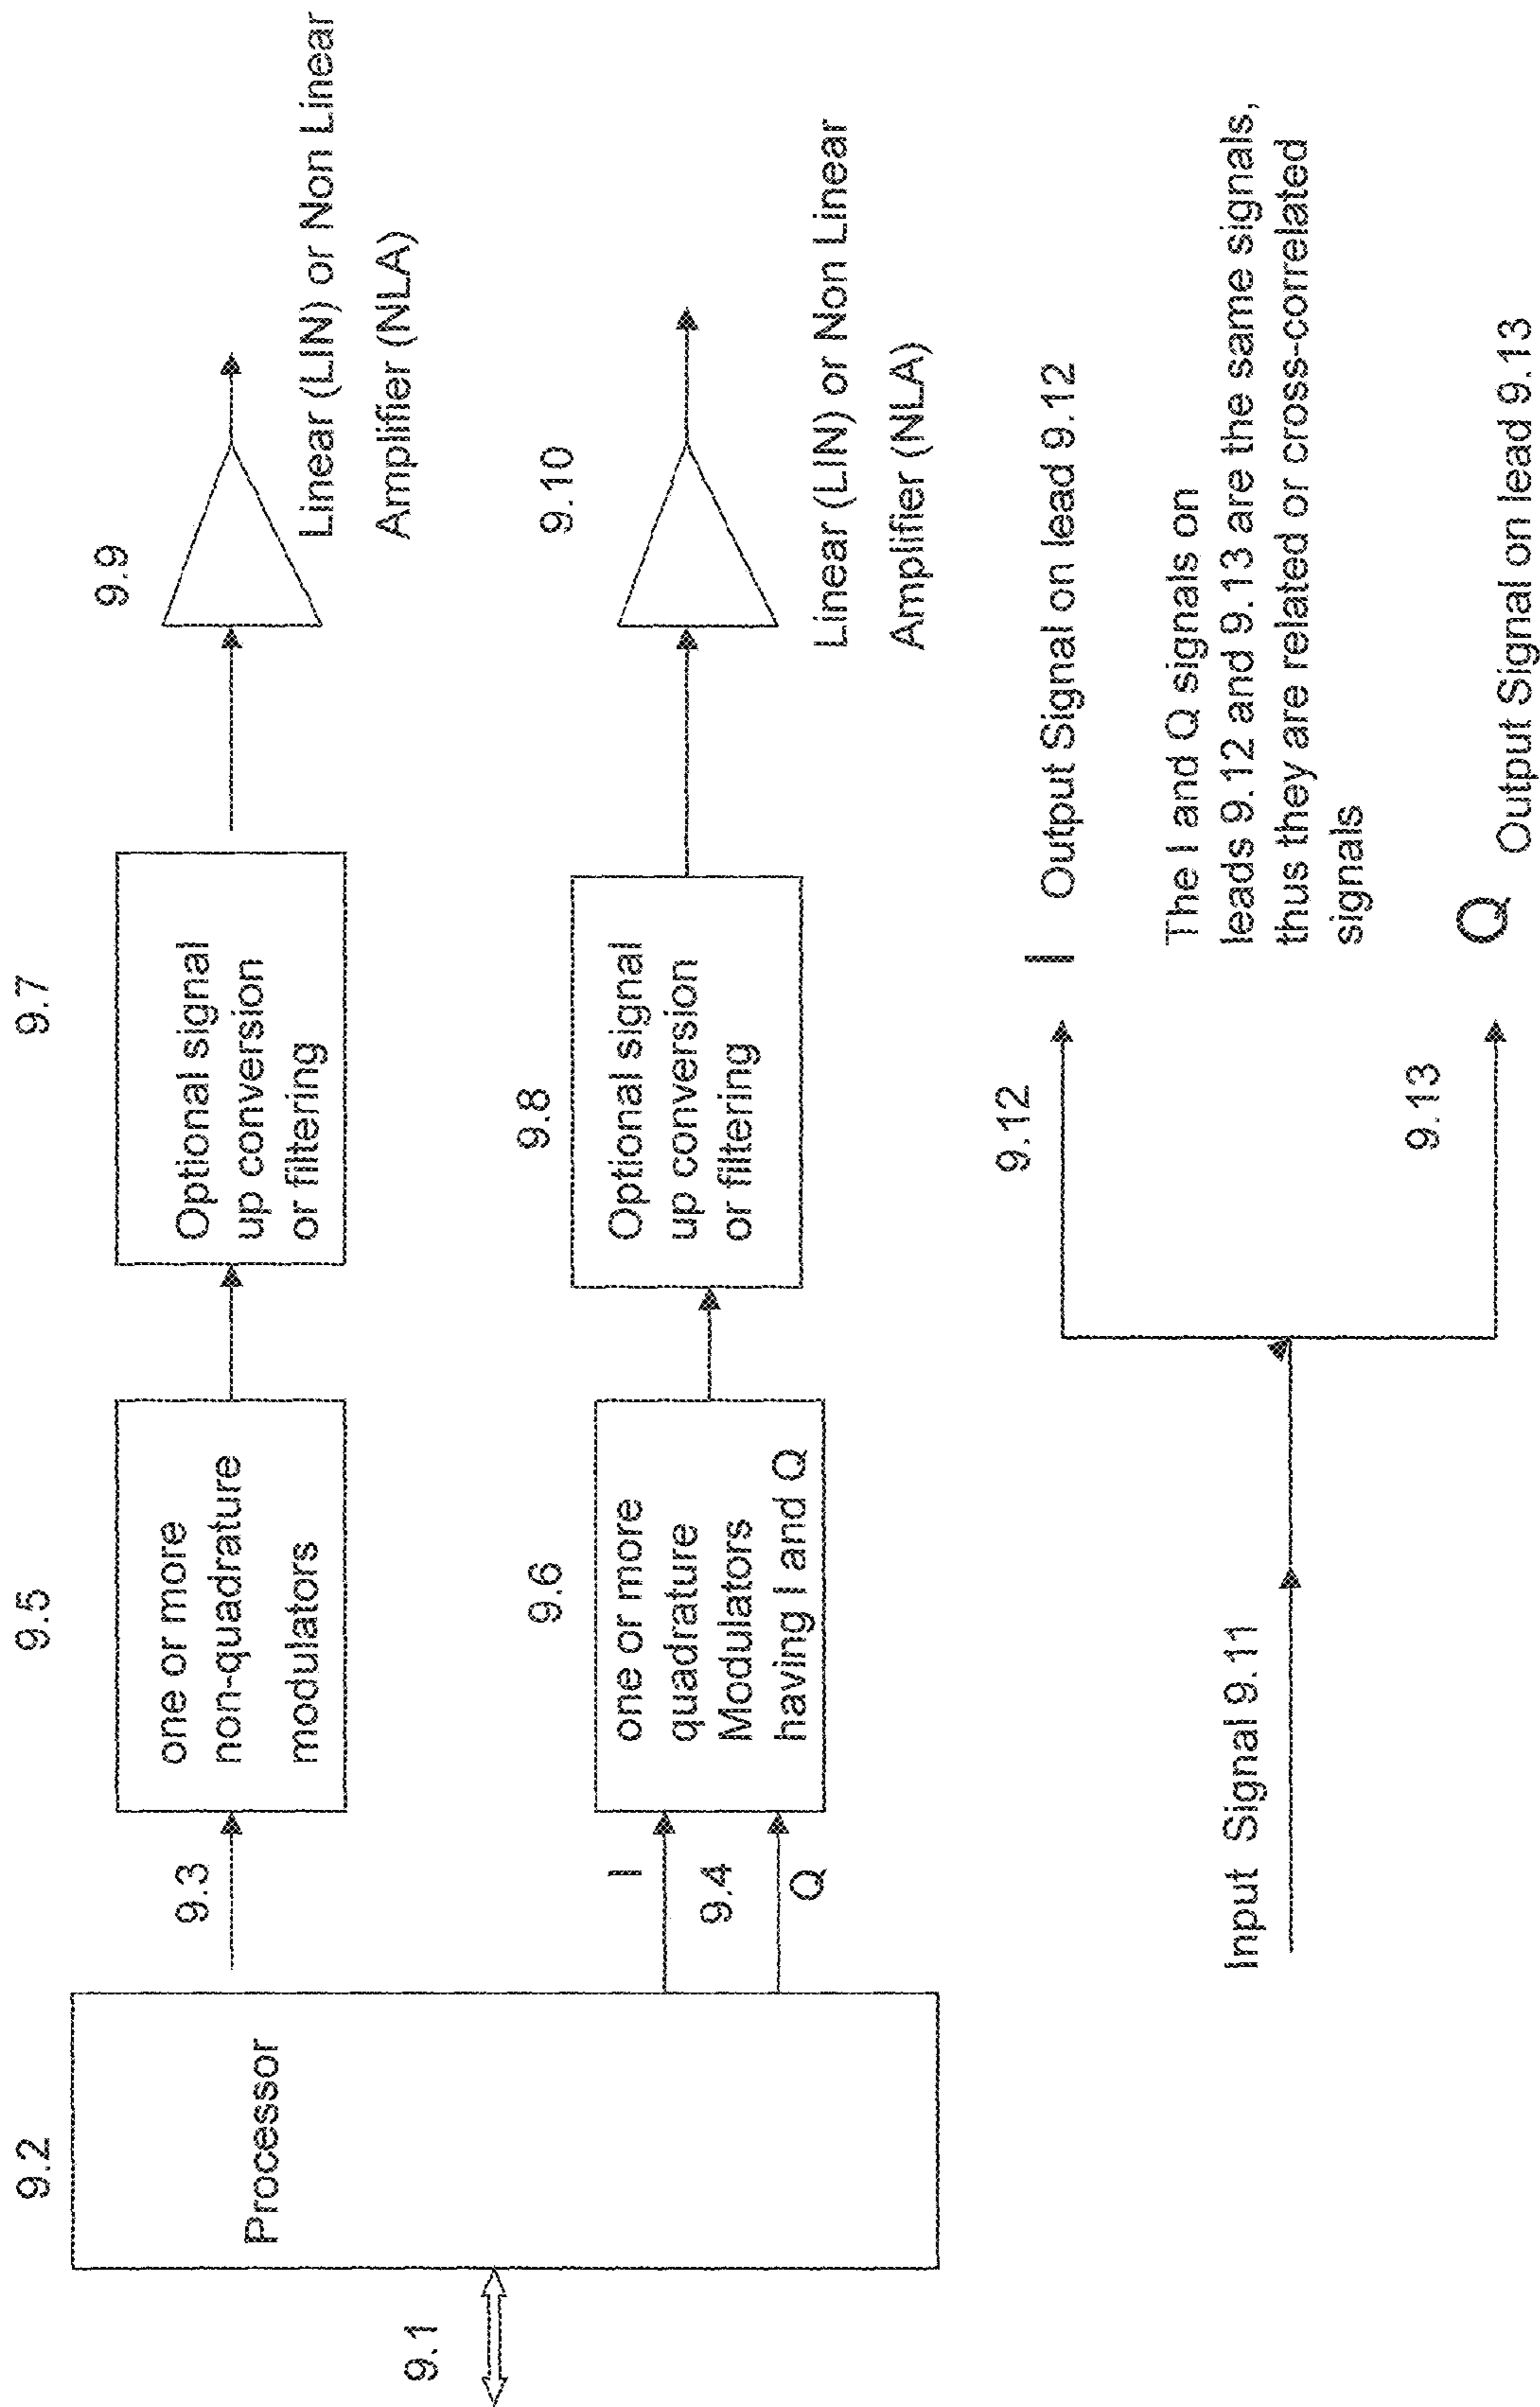 9.1
9.2
Processor
9.3
9.5
one or more
non-quadrature
modulators
9.7
Optional signal
up conversion
or filtering
9.9
Linear (LIN) or Non Linear
Amplifier (NLA)
I
9.4
Q
9.6
one or more
quadrature
Modulators
having I and Q
9.8
Optional signal
up conversion
or filtering
9.10
Linear (LIN) or Non Linear
Amplifier (NLA)
Input Signal 9.11
9.12
I Output Signal on lead 9.12
The I and Q signals on
leads 9.12 and 9.13 are the same signals,
thus they are related or cross-correlated
signals
9.13
Q Output Signal on lead 9.13